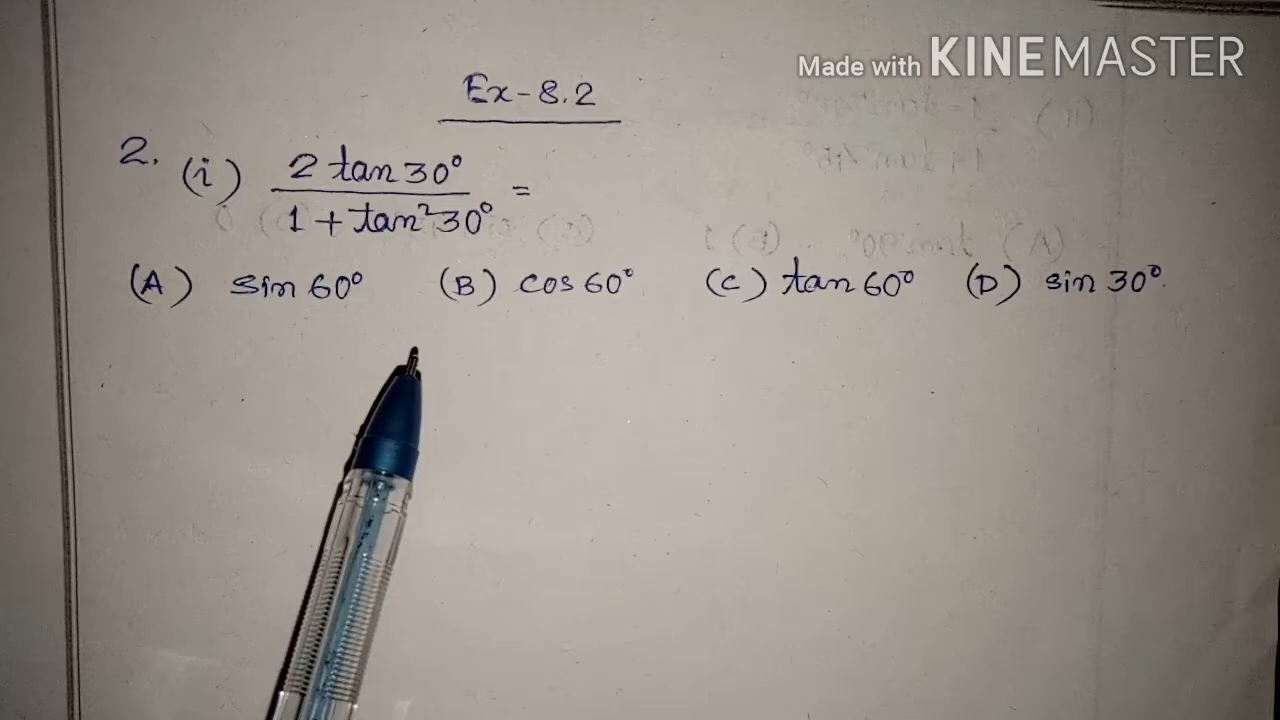 Made with KINEMASTER
Ex-8.2
2. (i) 2 tan 30° / 1 + tan² 30° =
(A) sin 60° (B) cos 60° (C) tan 60° (D) sin 30°.